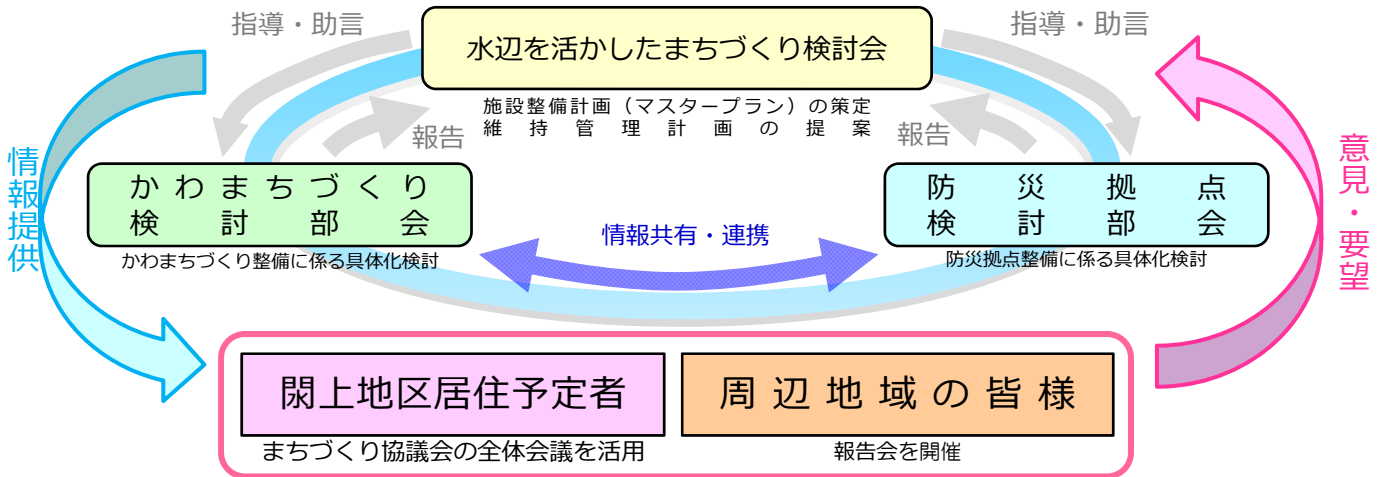 指導・助言
水辺を活かしたまちづくり検討会
指導・助言
施設整備計画（マスタープラン）の策定
維持管理計画の提案
報告
報告
情報提供
かわまちづくり
検討部会
かわまちづくり整備に係る具体化検討
情報共有・連携
防災拠点
検討部会
防災拠点整備に係る具体化検討
意見・要望
閖上地区居住予定者
まちづくり協議会の全体会議を活用
周辺地域の皆様
報告会を開催